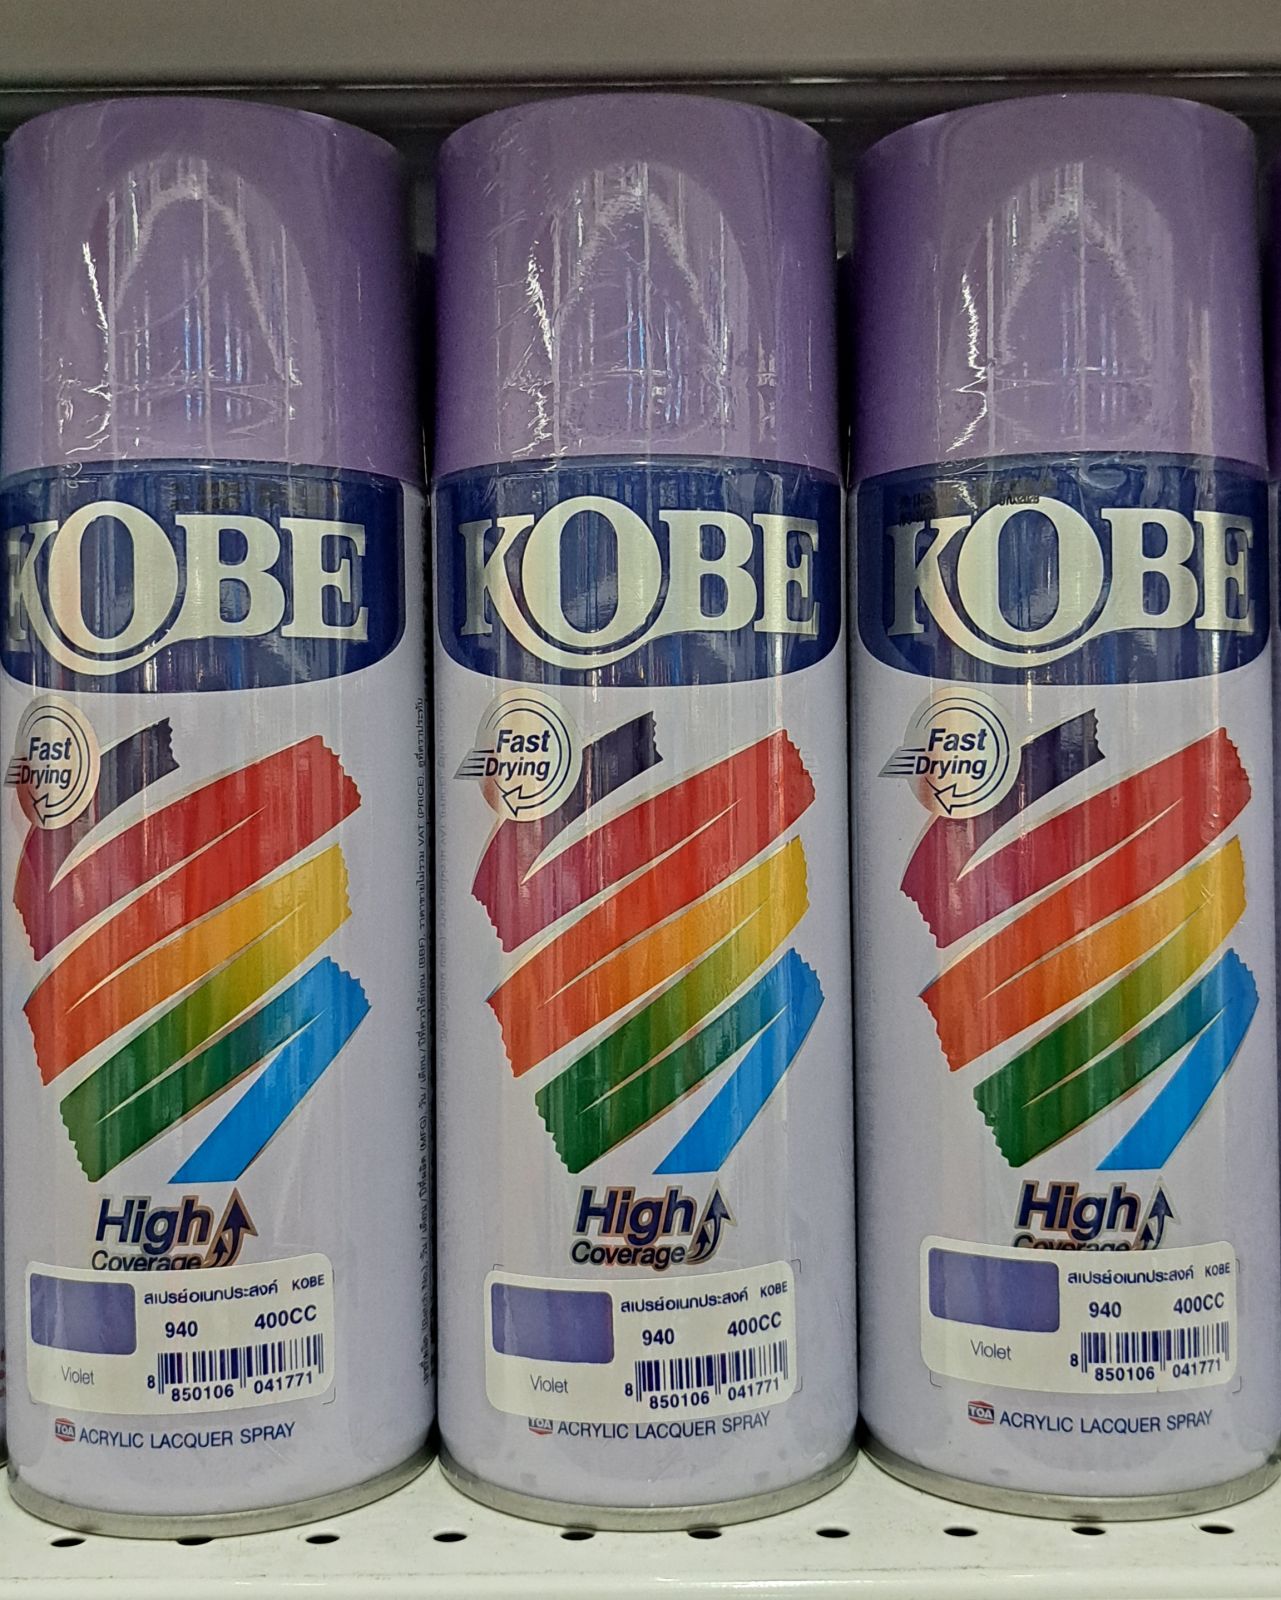 KOBE
Fast
Drying
High
Coverage
สเปรย์อเนกประสงค์ KOBE
940 400CC
Violet
8 850106 041771
TOA ACRYLIC LACQUER SPRAY
KOBE
Fast
Drying
High
Coverage
สเปรย์อเนกประสงค์ KOBE
940 400CC
Violet
8 850106 041771
TOA ACRYLIC LACQUER SPRAY
KOBE
Fast
Drying
High
Coverage
สเปรย์อเนกประสงค์ KOBE
940 400CC
Violet
8 850106 041771
TOA ACRYLIC LACQUER SPRAY